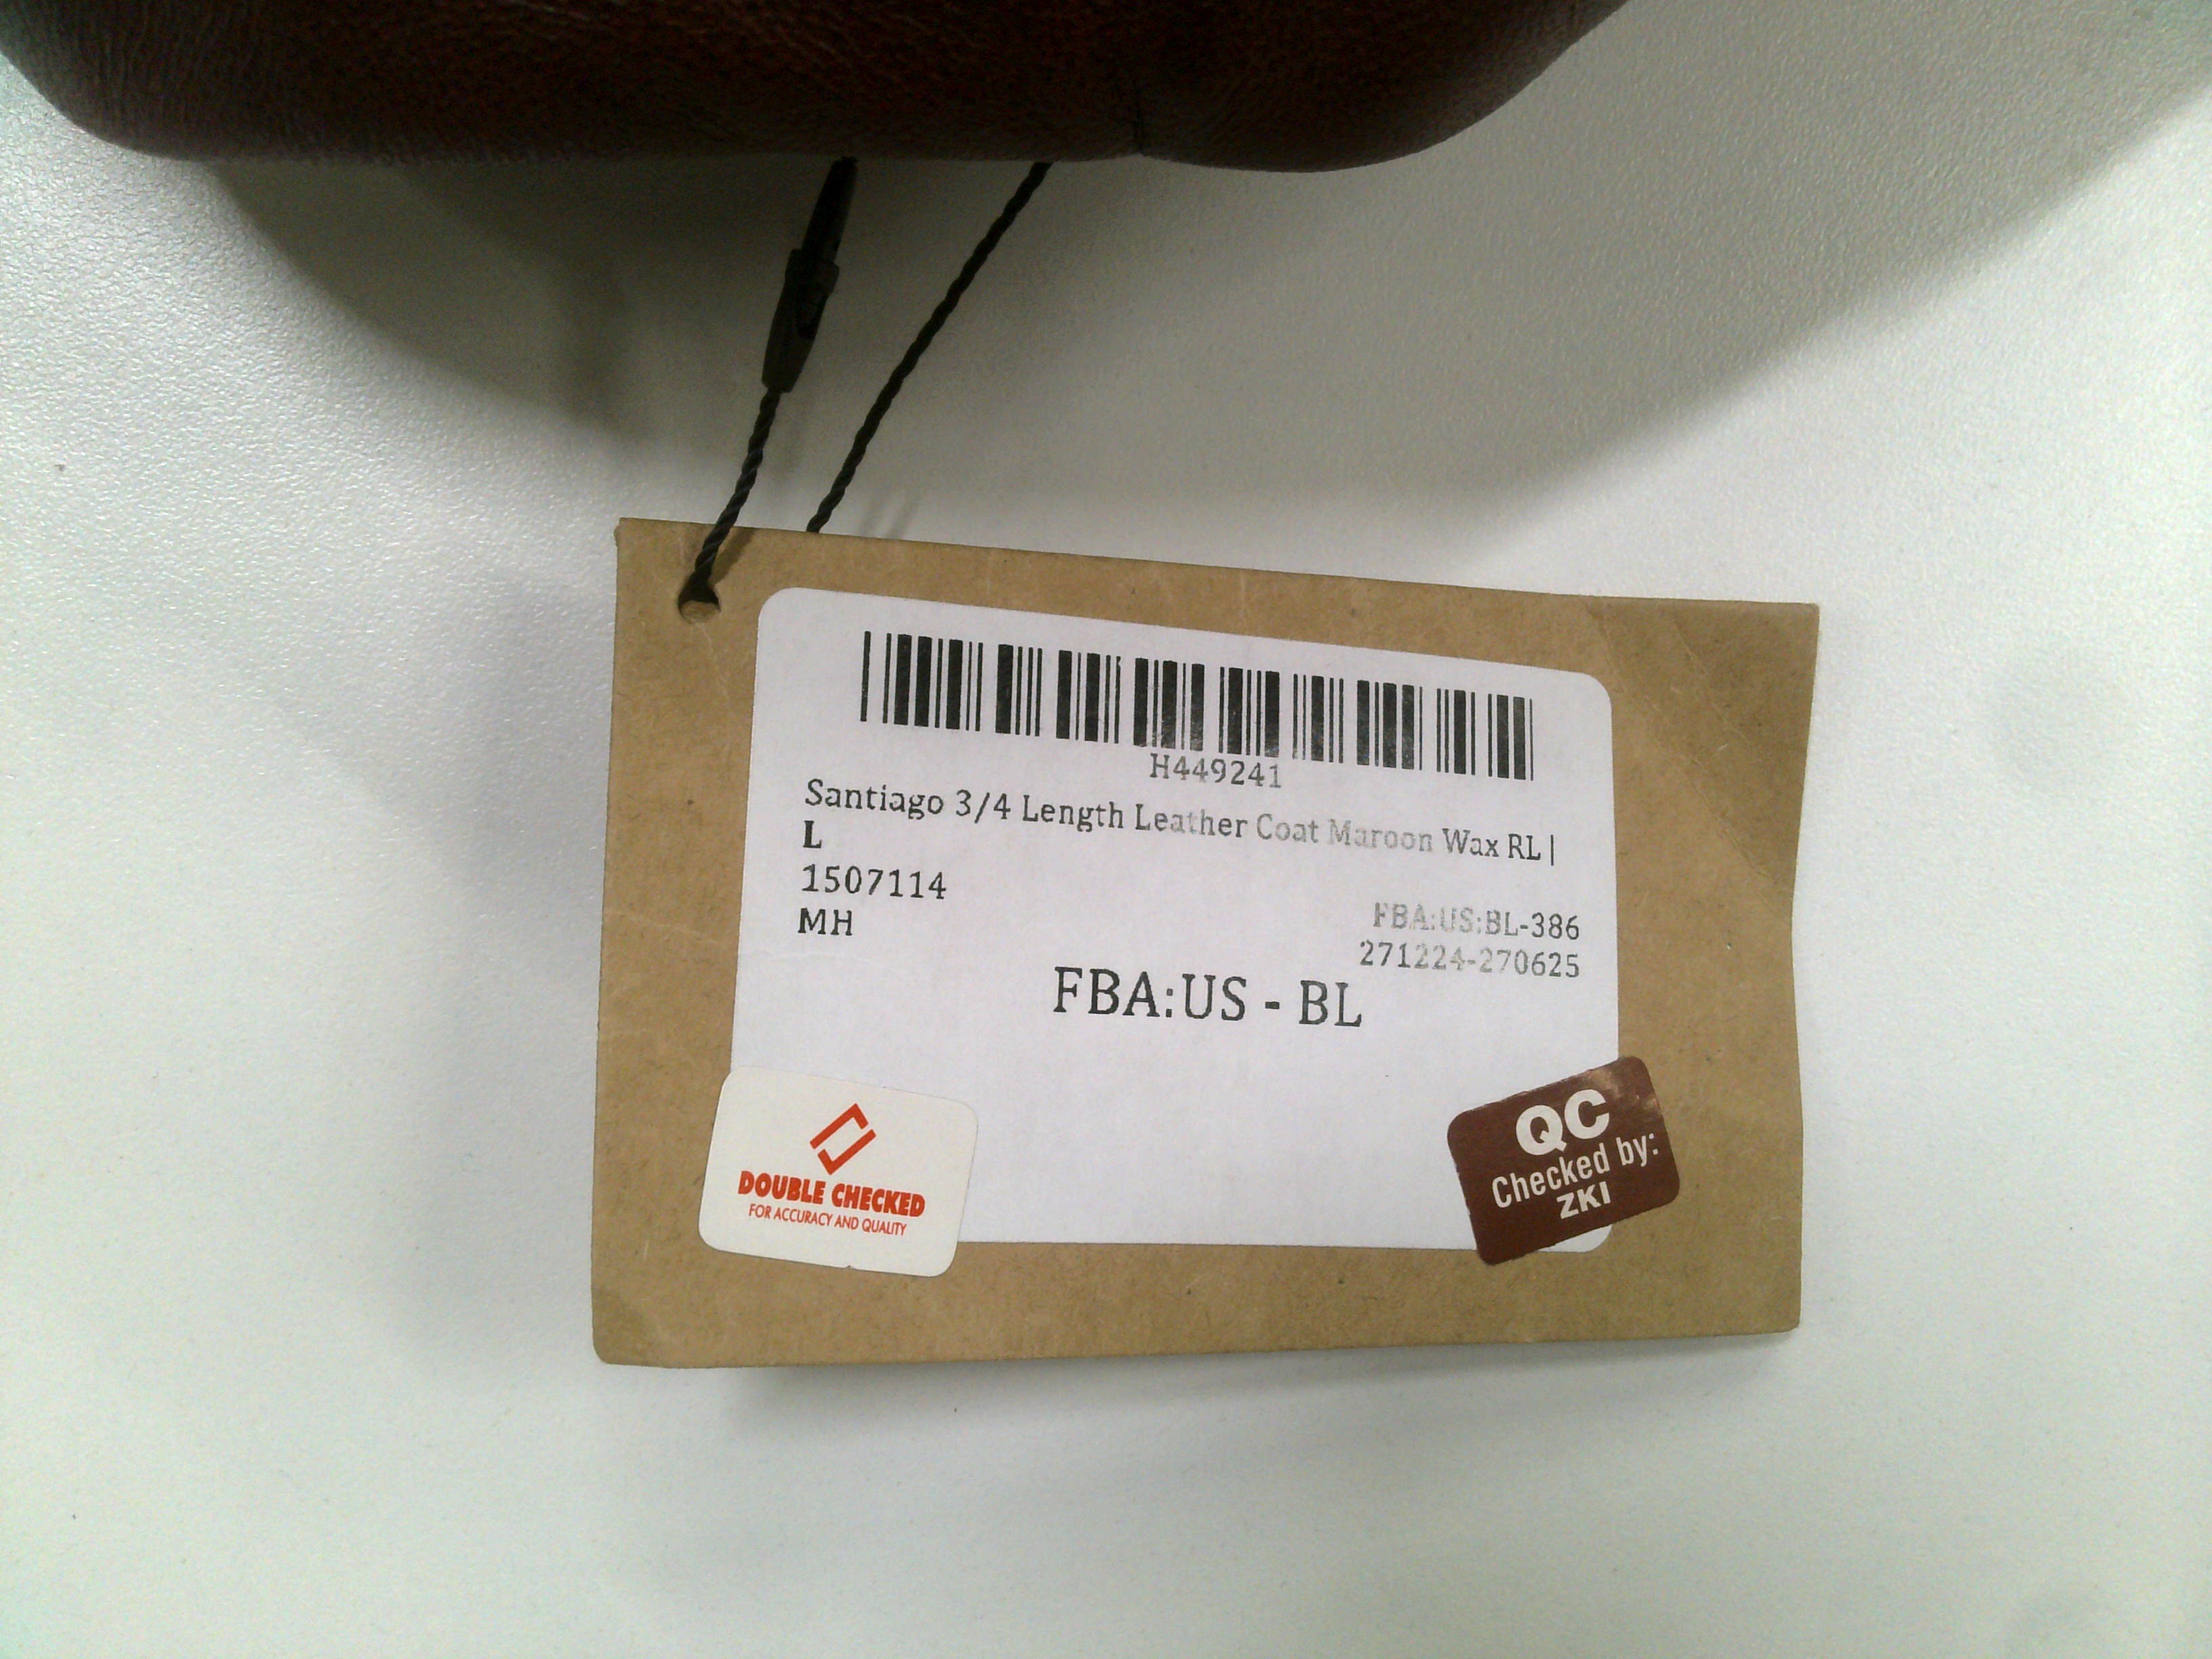 H449241
Santiago 3/4 Length Leather Coat Maroon Wax RL |
L
1507114
MH
FBA:US:BL-386
271224-270625
FBA:US - BL
DOUBLE CHECKED
FOR ACCURACY AND QUALITY
QC
Checked by:
ZKI